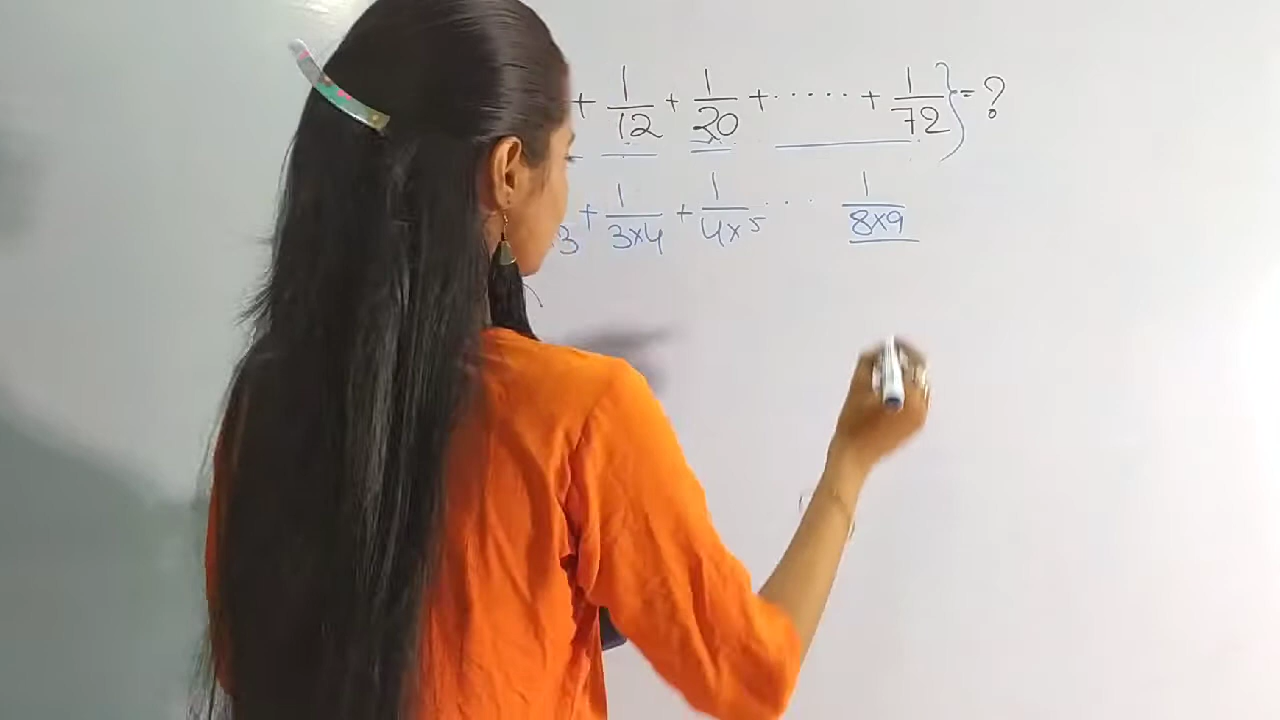 + 1/12 + 1/20 + ..... + 1/72 } = ?
3 + 1/3x4 + 1/4x5 ... 1/8x9